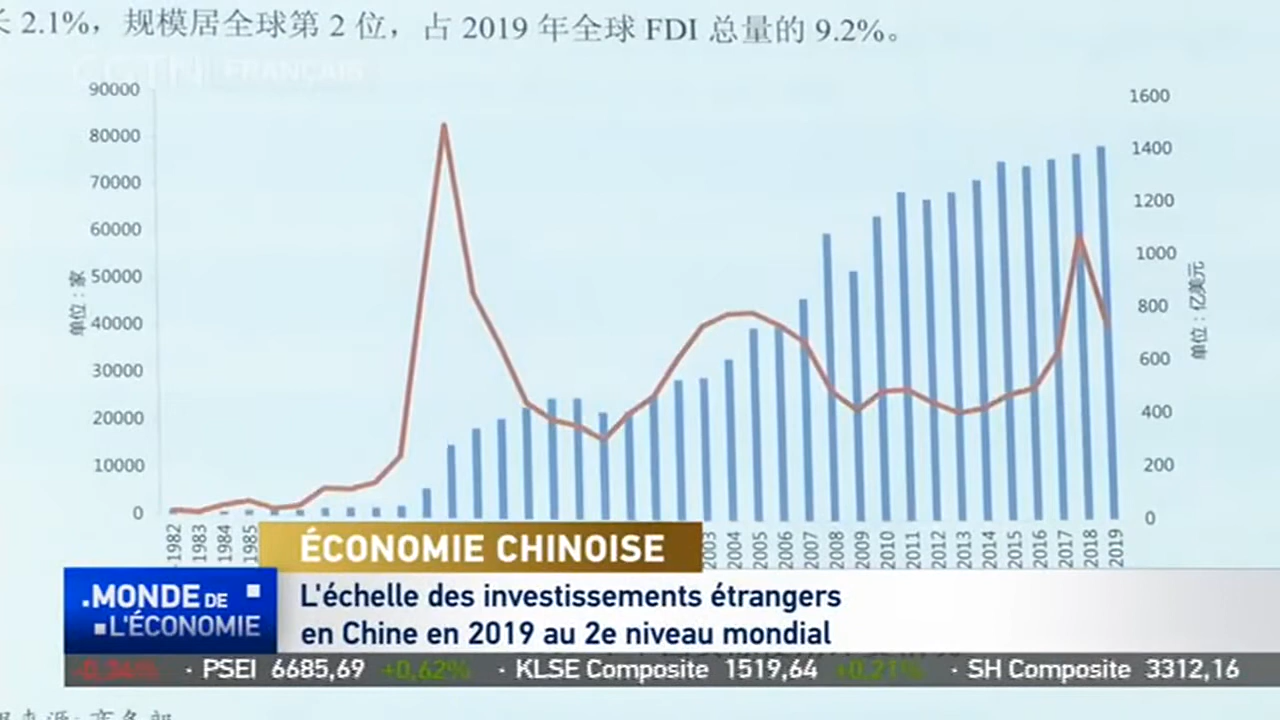 2.1%，规模居全球第 2 位，占 2019 年全球 FDI 总量的 9.2%。
CGTN FRANÇAIS
90000
80000
70000
60000
50000
40000
30000
20000
10000
0
单位：家
1600
1400
1200
1000
800
600
400
200
0
单位：亿美元
1982 1983 1984 1985 2003 2004 2005 2006 2007 2008 2009 2010 2011 2012 2013 2014 2015 2016 2017 2018 2019
ÉCONOMIE CHINOISE
.MONDE DE L'ÉCONOMIE
L'échelle des investissements étrangers
en Chine en 2019 au 2e niveau mondial
-0,34% · PSEI 6685,69 +0,62% · KLSE Composite 1519,64 +0,21% · SH Composite 3312,16